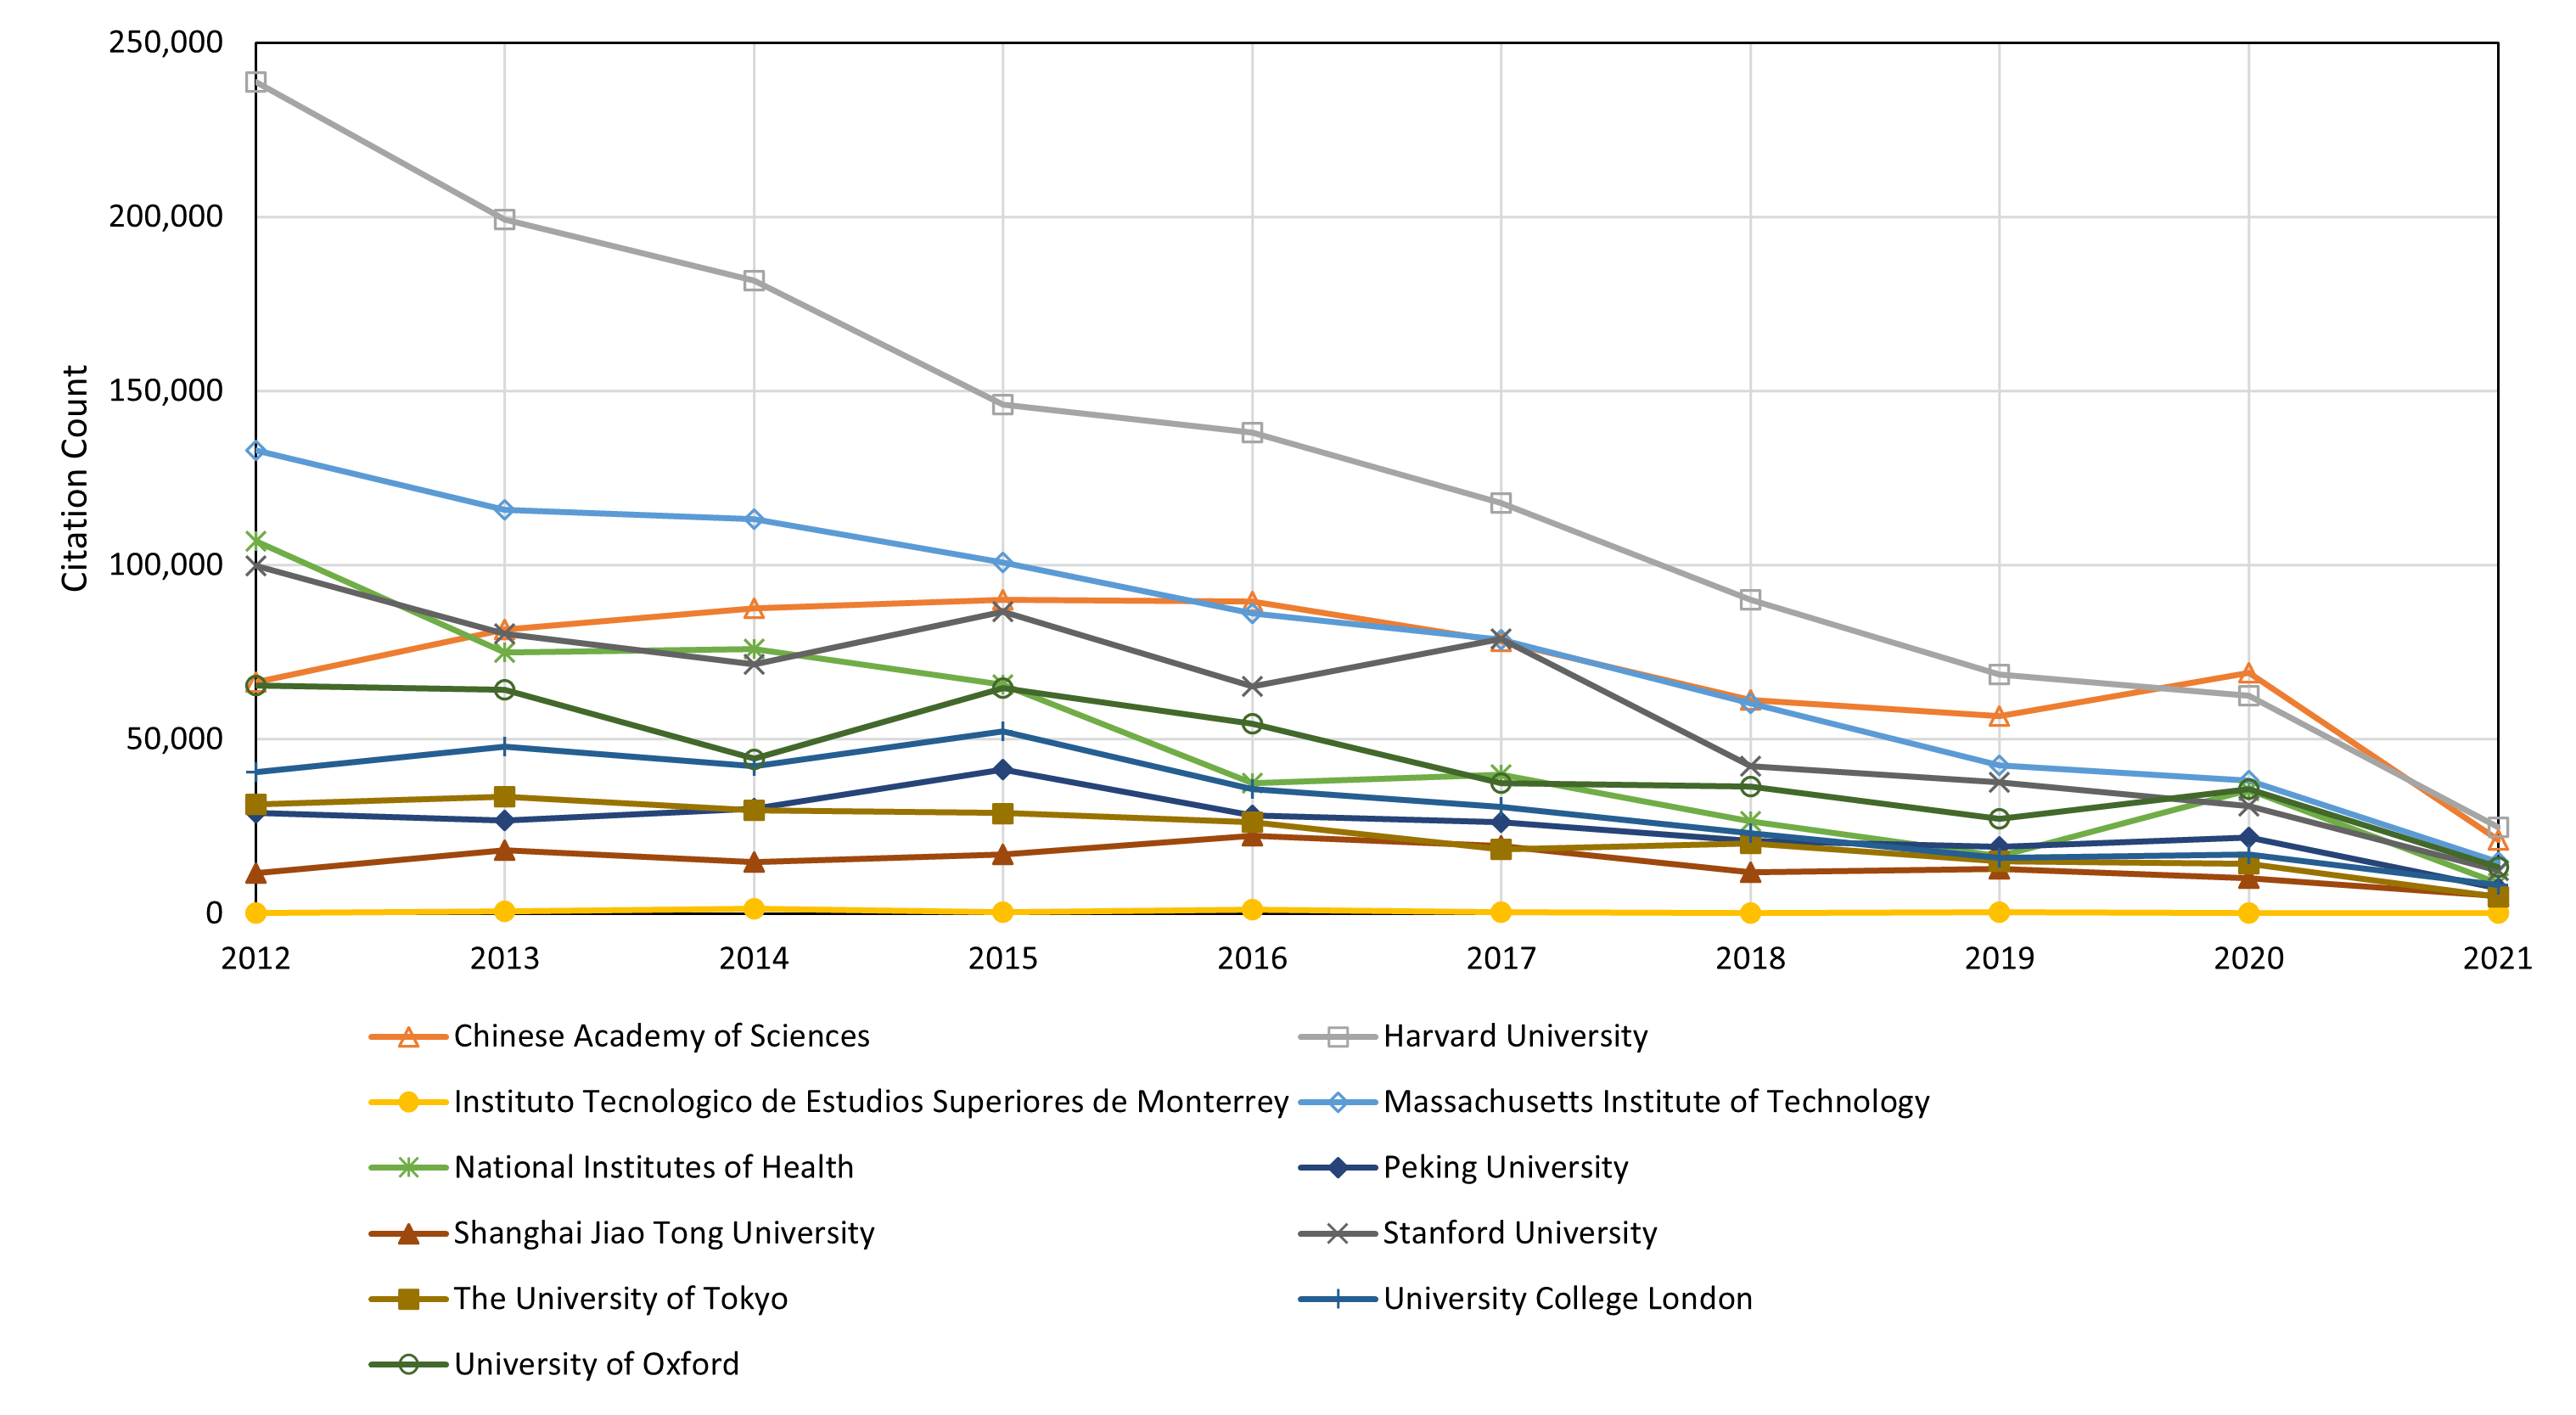 250,000
200,000
150,000
100,000
50,000
0
Citation Count
2012 2013 2014 2015 2016 2017 2018 2019 2020 2021
Chinese Academy of Sciences
Harvard University
Instituto Tecnologico de Estudios Superiores de Monterrey
Massachusetts Institute of Technology
National Institutes of Health
Peking University
Shanghai Jiao Tong University
Stanford University
The University of Tokyo
University College London
University of Oxford